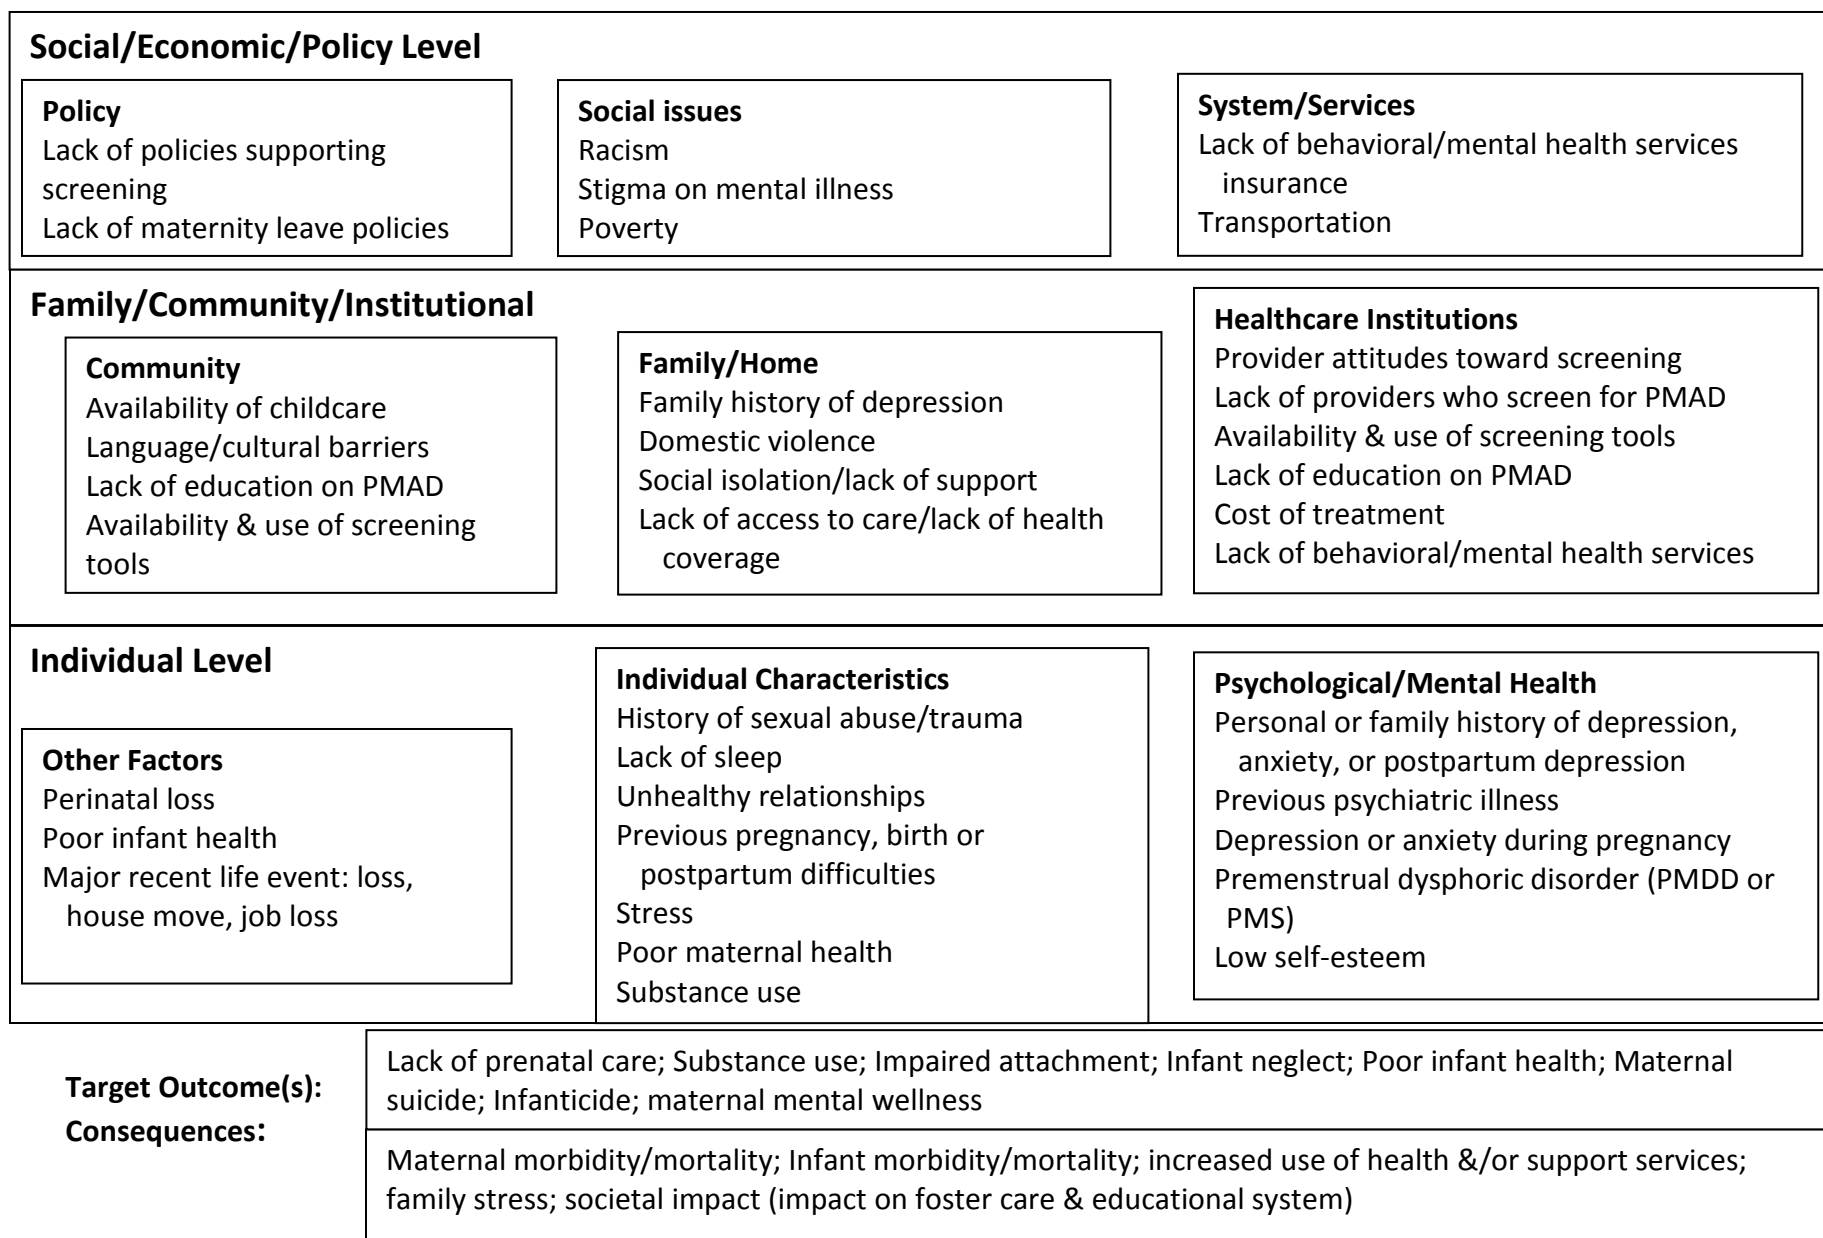 Social/Economic/Policy Level
Policy
Lack of policies supporting
screening
Lack of maternity leave policies
Social issues
Racism
Stigma on mental illness
Poverty
System/Services
Lack of behavioral/mental health services
insurance
Transportation
Family/Community/Institutional
Community
Availability of childcare
Language/cultural barriers
Lack of education on PMAD
Availability & use of screening
tools
Family/Home
Family history of depression
Domestic violence
Social isolation/lack of support
Lack of access to care/lack of health
coverage
Healthcare Institutions
Provider attitudes toward screening
Lack of providers who screen for PMAD
Availability & use of screening tools
Lack of education on PMAD
Cost of treatment
Lack of behavioral/mental health services
Individual Level
Other Factors
Perinatal loss
Poor infant health
Major recent life event: loss,
house move, job loss
Individual Characteristics
History of sexual abuse/trauma
Lack of sleep
Unhealthy relationships
Previous pregnancy, birth or
postpartum difficulties
Stress
Poor maternal health
Substance use
Psychological/Mental Health
Personal or family history of depression,
anxiety, or postpartum depression
Previous psychiatric illness
Depression or anxiety during pregnancy
Premenstrual dysphoric disorder (PMDD or
PMS)
Low self-esteem
Target Outcome(s):
Consequences:
Lack of prenatal care; Substance use; Impaired attachment; Infant neglect; Poor infant health; Maternal
suicide; Infanticide; maternal mental wellness
Maternal morbidity/mortality; Infant morbidity/mortality; increased use of health &/or support services;
family stress; societal impact (impact on foster care & educational system)